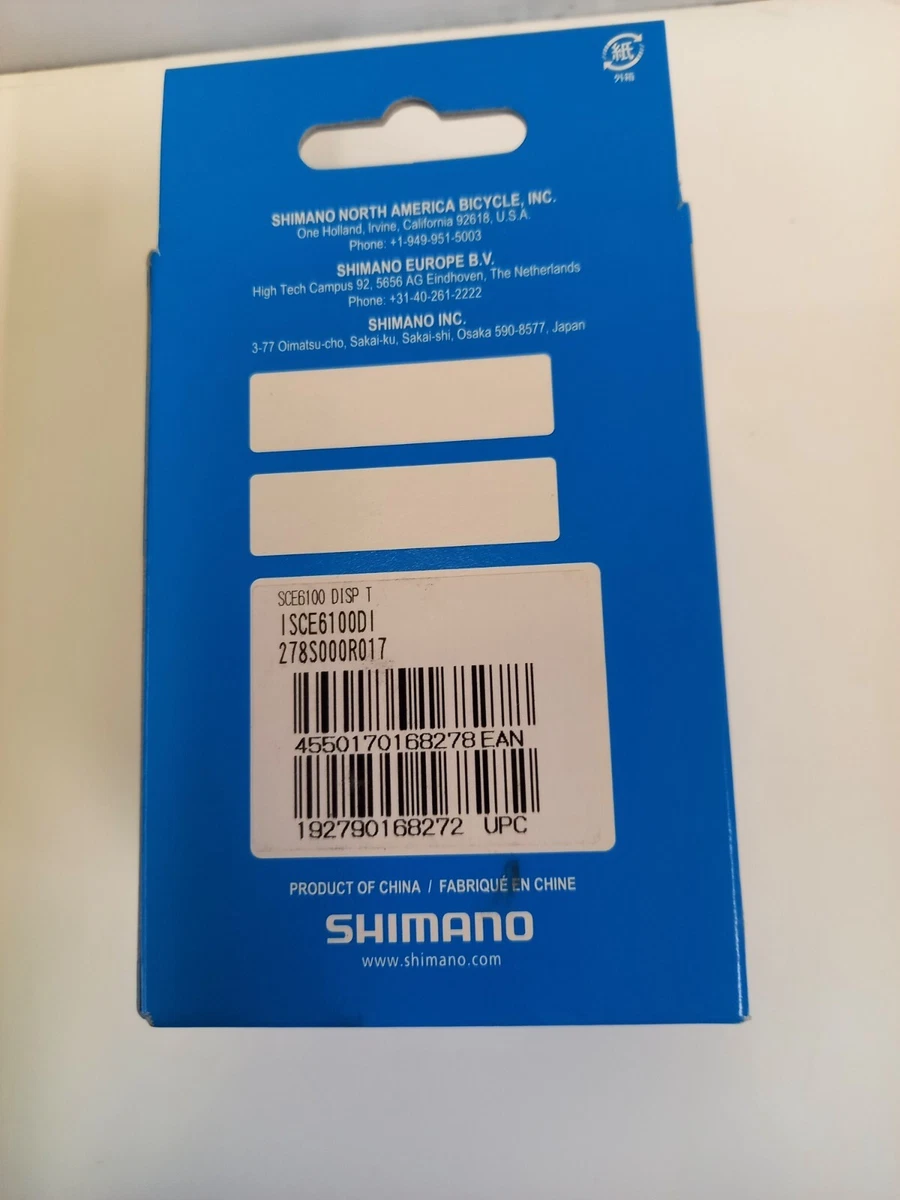 紙
外箱
SHIMANO NORTH AMERICA BICYCLE, INC.
One Holland, Irvine, California 92618, U.S.A.
Phone: +1-949-951-5003
SHIMANO EUROPE B.V.
High Tech Campus 92, 5656 AG Eindhoven, The Netherlands
Phone: +31-40-261-2222
SHIMANO INC.
3-77 Oimatsu-cho, Sakai-ku, Sakai-shi, Osaka 590-8577, Japan
SCE6100 DISP T
ISCE6100DI
278S000R017
4550170168278 EAN
192790168272 UPC
PRODUCT OF CHINA / FABRIQUÉ EN CHINE
SHIMANO
www.shimano.com